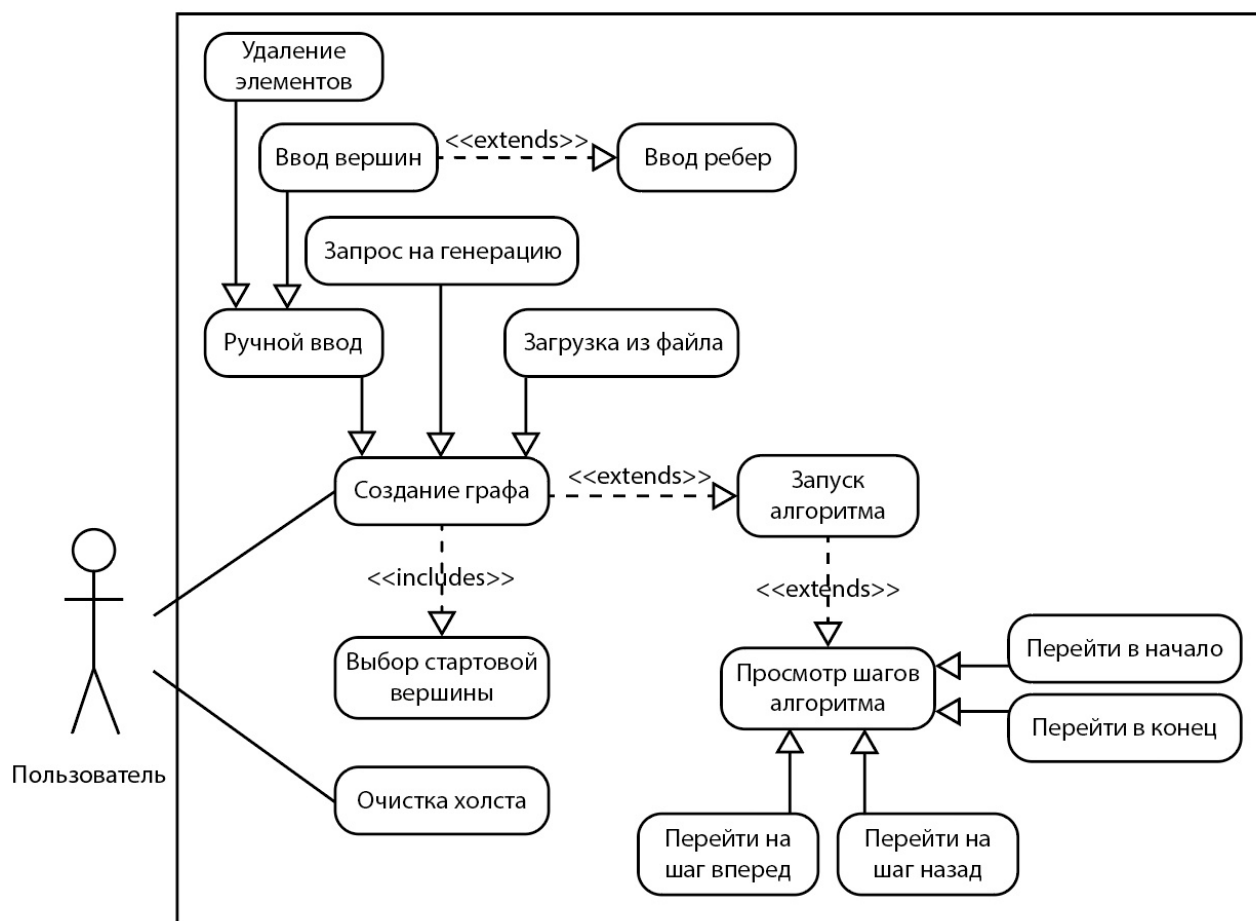 Удаление
элементов
<<extends>>
Ввод вершин
Ввод ребер
Запрос на генерацию
Ручной ввод
Загрузка из файла
Создание графа
<<extends>>
Запуск
алгоритма
<<includes>>
<<extends>>
Выбор стартовой
вершины
Просмотр шагов
алгоритма
Перейти в начало
Перейти в конец
Пользователь
Очистка холста
Перейти на
шаг вперед
Перейти на
шаг назад